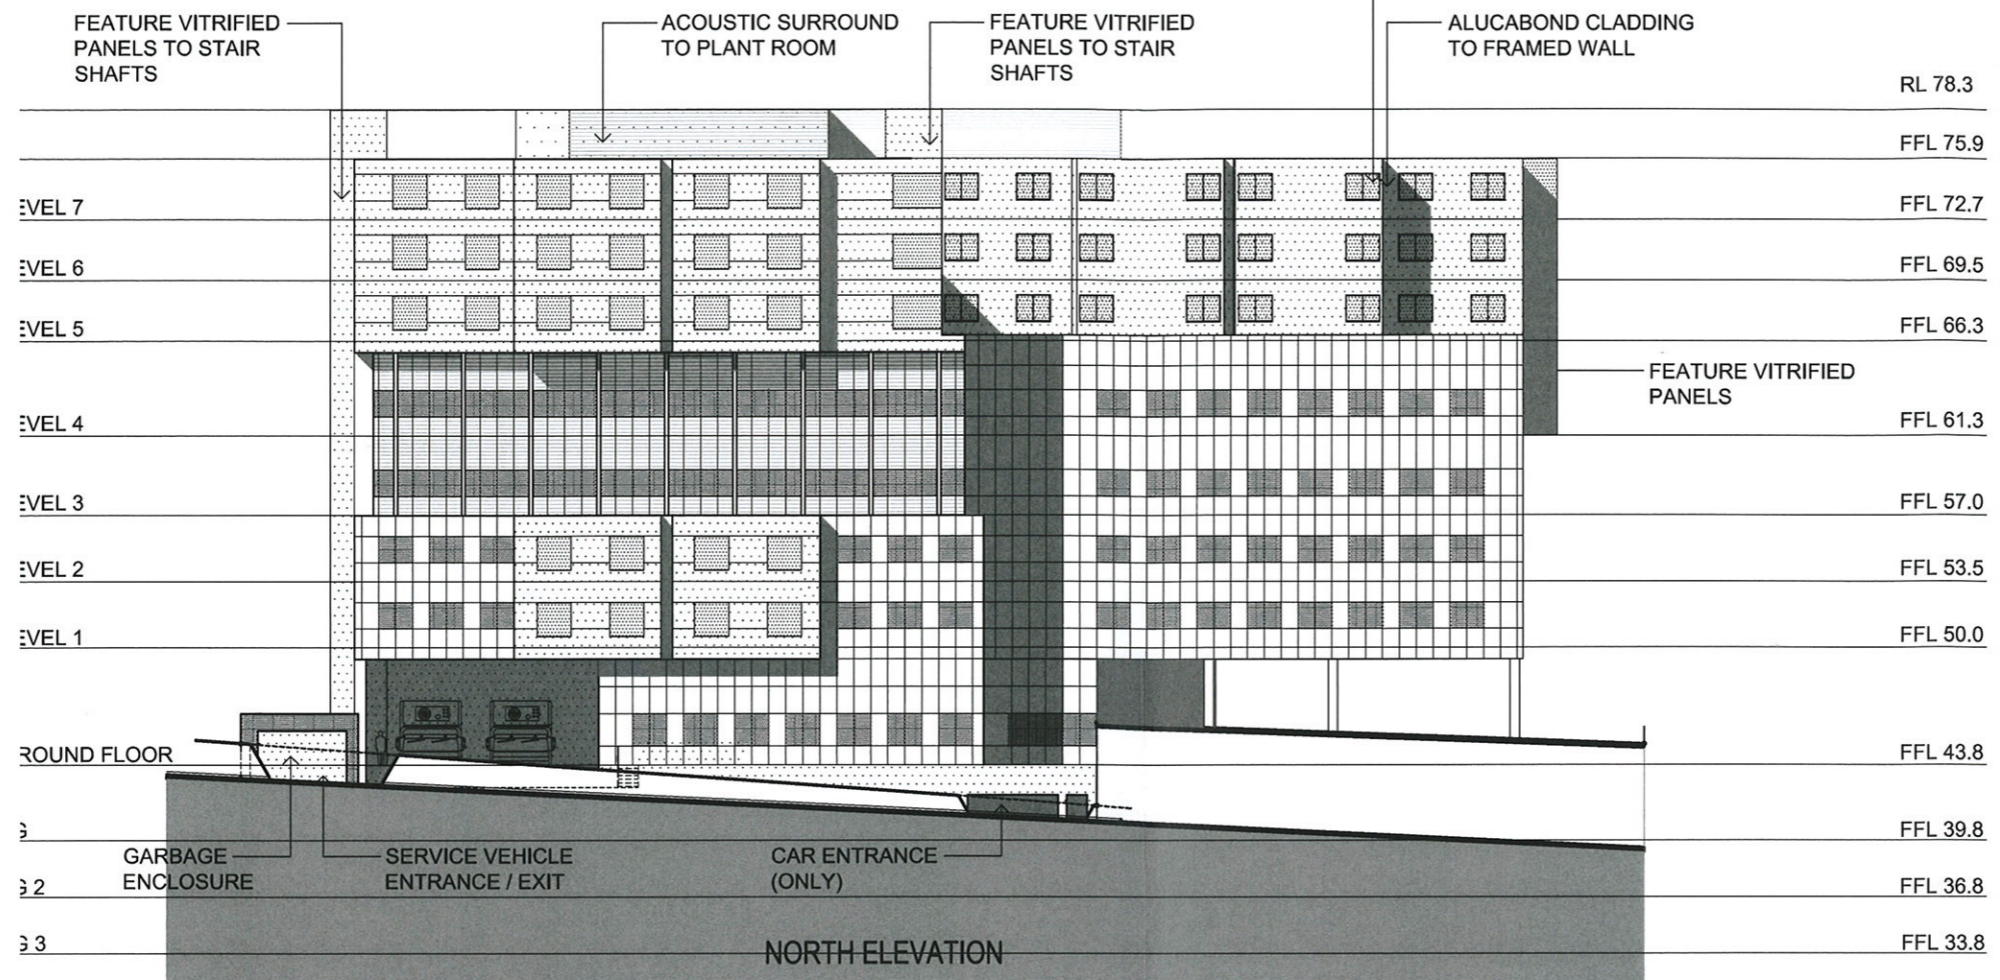 FEATURE VITRIFIED
PANELS TO STAIR
SHAFTS
ACOUSTIC SURROUND
TO PLANT ROOM
FEATURE VITRIFIED
PANELS TO STAIR
SHAFTS
ALUCABOND CLADDING
TO FRAMED WALL
RL 78.3
FFL 75.9
EVEL 7
FFL 72.7
EVEL 6
FFL 69.5
EVEL 5
FFL 66.3
FEATURE VITRIFIED
PANELS
EVEL 4
FFL 61.3
EVEL 3
FFL 57.0
EVEL 2
FFL 53.5
EVEL 1
FFL 50.0
ROUND FLOOR
FFL 43.8
G
FFL 39.8
GARBAGE
ENCLOSURE
SERVICE VEHICLE
ENTRANCE / EXIT
CAR ENTRANCE
(ONLY)
G 2
FFL 36.8
G 3
FFL 33.8
NORTH ELEVATION